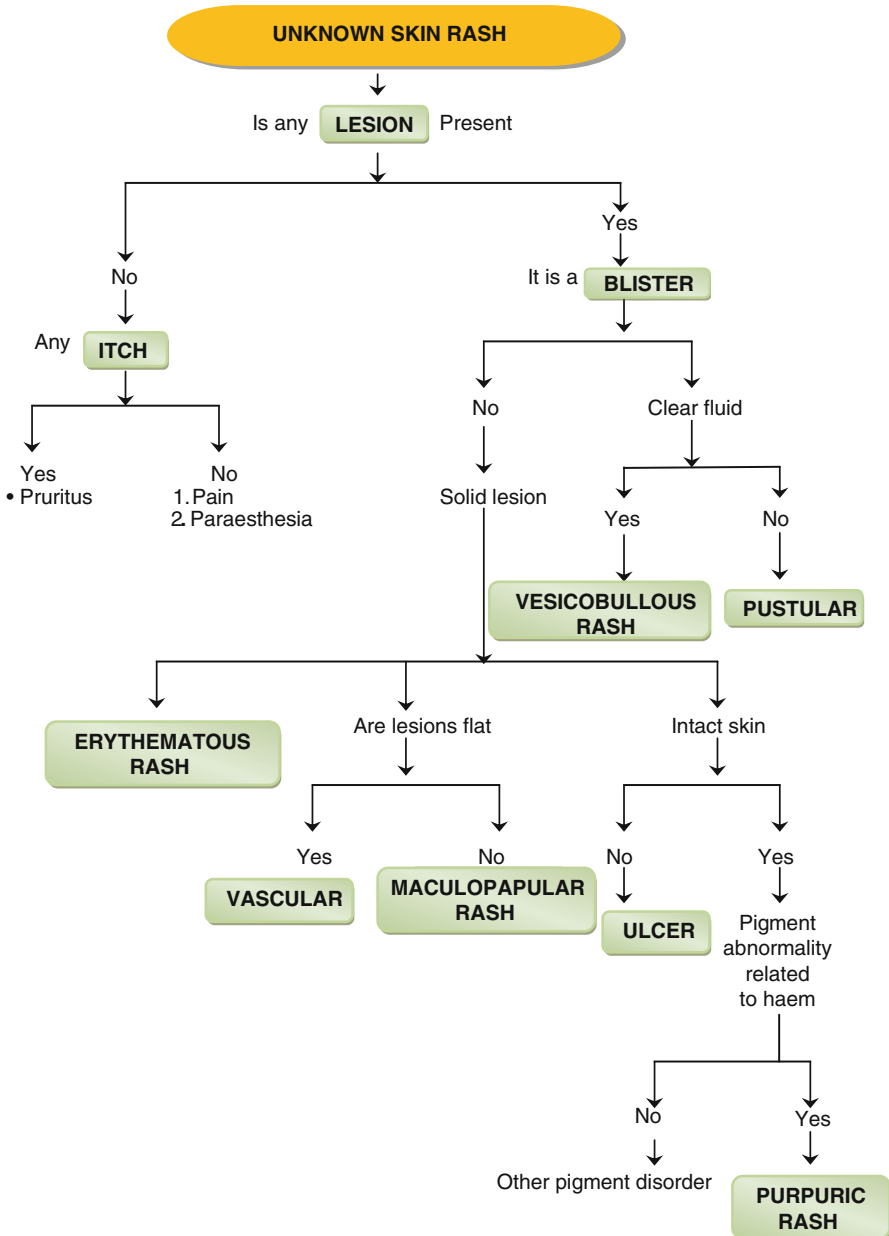 UNKNOWN SKIN RASH
Is any LESION Present
No
Yes
Any ITCH
It is a BLISTER
Yes
• Pruritus
No
1. Pain
2. Paraesthesia
No
Clear fluid
Solid lesion
Yes
No
VESICOBULLOUS
RASH
PUSTULAR
ERYTHEMATOUS
RASH
Are lesions flat
Intact skin
Yes
No
No
Yes
VASCULAR
MACULOPAPULAR
RASH
ULCER
Pigment
abnormality
related
to haem
No
Yes
Other pigment disorder
PURPURIC
RASH